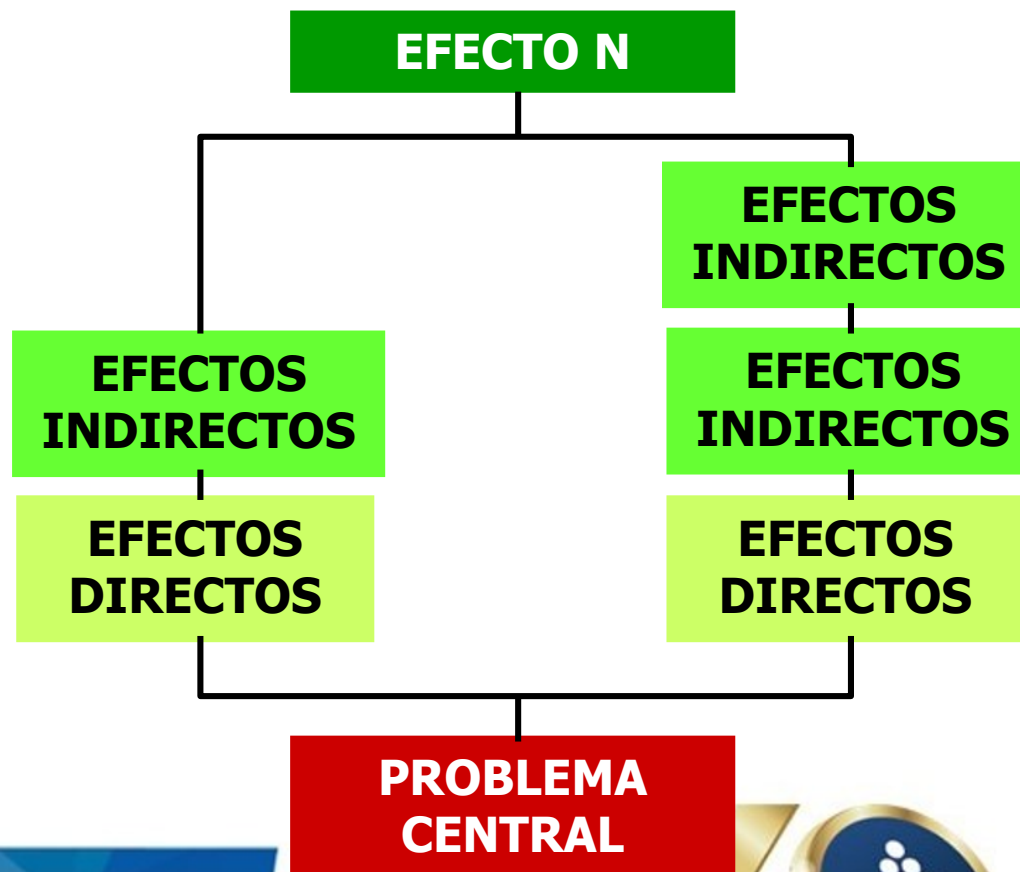 EFECTO N
EFECTOS
INDIRECTOS
EFECTOS
INDIRECTOS
EFECTOS
INDIRECTOS
EFECTOS
DIRECTOS
EFECTOS
DIRECTOS
PROBLEMA
CENTRAL